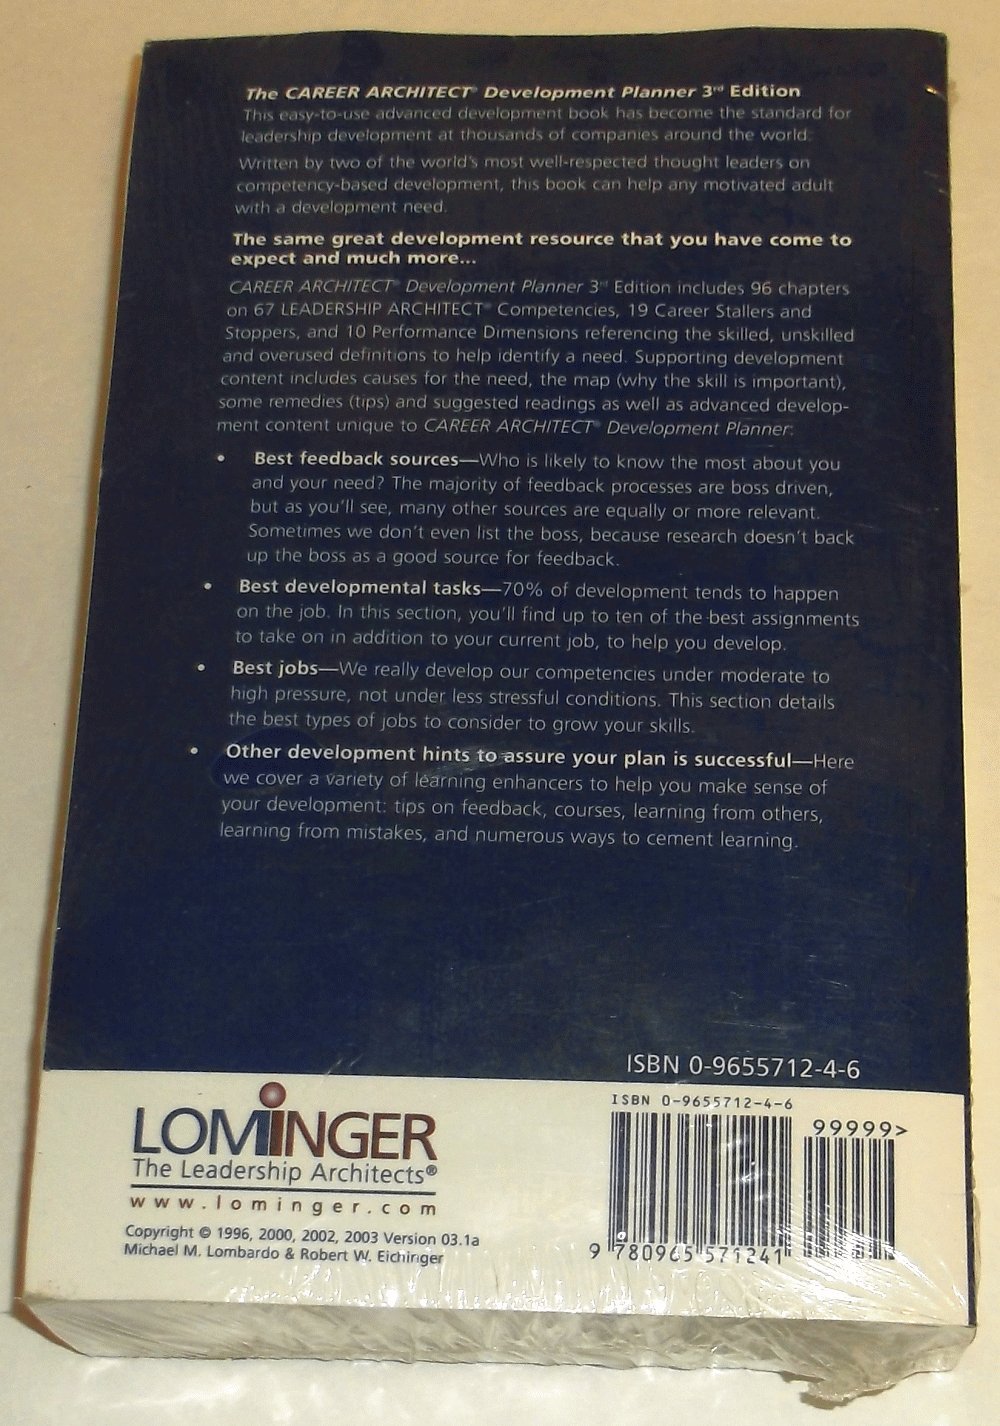 The CAREER ARCHITECT® Development Planner 3rd Edition
This easy-to-use advanced development book has become the standard for
leadership development at thousands of companies around the world.
Written by two of the world's most well-respected thought leaders on
competency-based development, this book can help any motivated adult
with a development need.
The same great development resource that you have come to
expect and much more...
CAREER ARCHITECT® Development Planner 3rd Edition includes 96 chapters
on 67 LEADERSHIP ARCHITECT® Competencies, 19 Career Stallers and
Stoppers, and 10 Performance Dimensions referencing the skilled, unskilled
and overused definitions to help identify a need. Supporting development
content includes causes for the need, the map (why the skill is important),
some remedies (tips) and suggested readings as well as advanced develop-
ment content unique to CAREER ARCHITECT® Development Planner:
• Best feedback sources—Who is likely to know the most about you
and your need? The majority of feedback processes are boss driven,
but as you'll see, many other sources are equally or more relevant.
Sometimes we don't even list the boss, because research doesn't back
up the boss as a good source for feedback.
• Best developmental tasks—70% of development tends to happen
on the job. In this section, you'll find up to ten of the best assignments
to take on in addition to your current job, to help you develop.
• Best jobs—We really develop our competencies under moderate to
high pressure, not under less stressful conditions. This section details
the best types of jobs to consider to grow your skills.
• Other development hints to assure your plan is successful—Here
we cover a variety of learning enhancers to help you make sense of
your development: tips on feedback, courses, learning from others,
learning from mistakes, and numerous ways to cement learning.
ISBN 0-9655712-4-6
LOMINGER
The Leadership Architects®
www.lominger.com
Copyright © 1996, 2000, 2002, 2003 Version 03.1a
Michael M. Lombardo & Robert W. Eichinger
ISBN 0-9655712-4-6
99999>
9 780965 571241